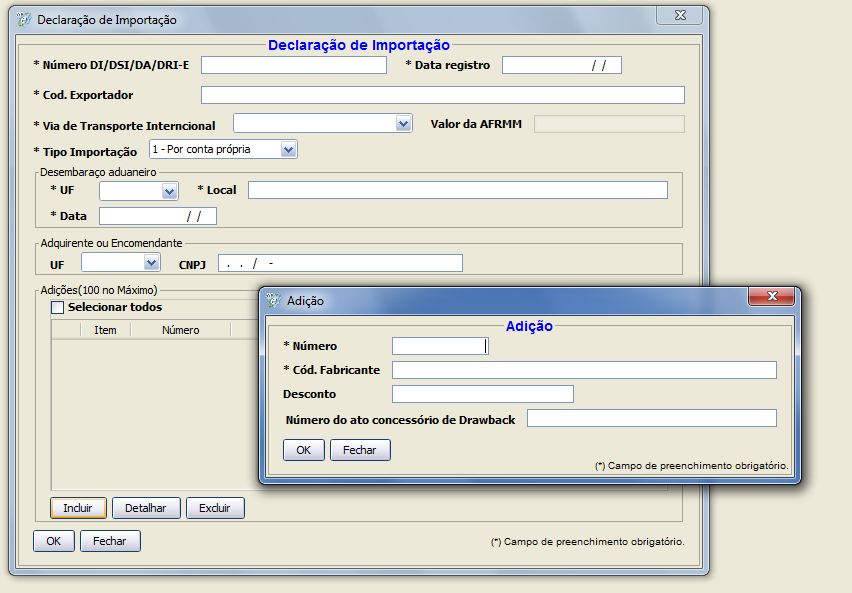 Declaração de Importação
Declaração de Importação
* Número DI/DSI/DA/DRI-E * Data registro / /
* Cod. Exportador
* Via de Transporte Interncional Valor da AFRMM
* Tipo Importação 1 - Por conta própria
Desembaraço aduaneiro
* UF * Local
* Data / /
Adquirente ou Encomendante
UF CNPJ . . / -
Adições(100 no Máximo)
Selecionar todos
Item Número
Adição
Adição
* Número
* Cód. Fabricante
Desconto
Número do ato concessório de Drawback
OK Fechar
(*) Campo de preenchimento obrigatório.
Incluir Detalhar Excluir
OK Fechar
(*) Campo de preenchimento obrigatório.